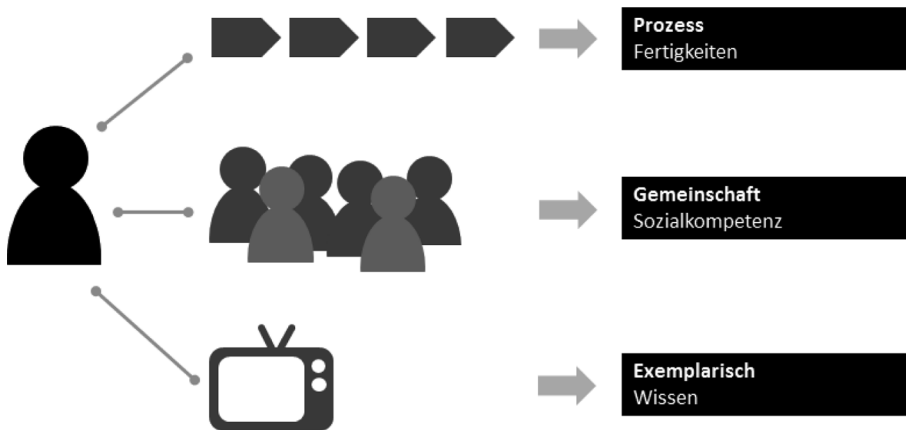 Prozess
Fertigkeiten
Gemeinschaft
Sozialkompetenz
Exemplarisch
Wissen